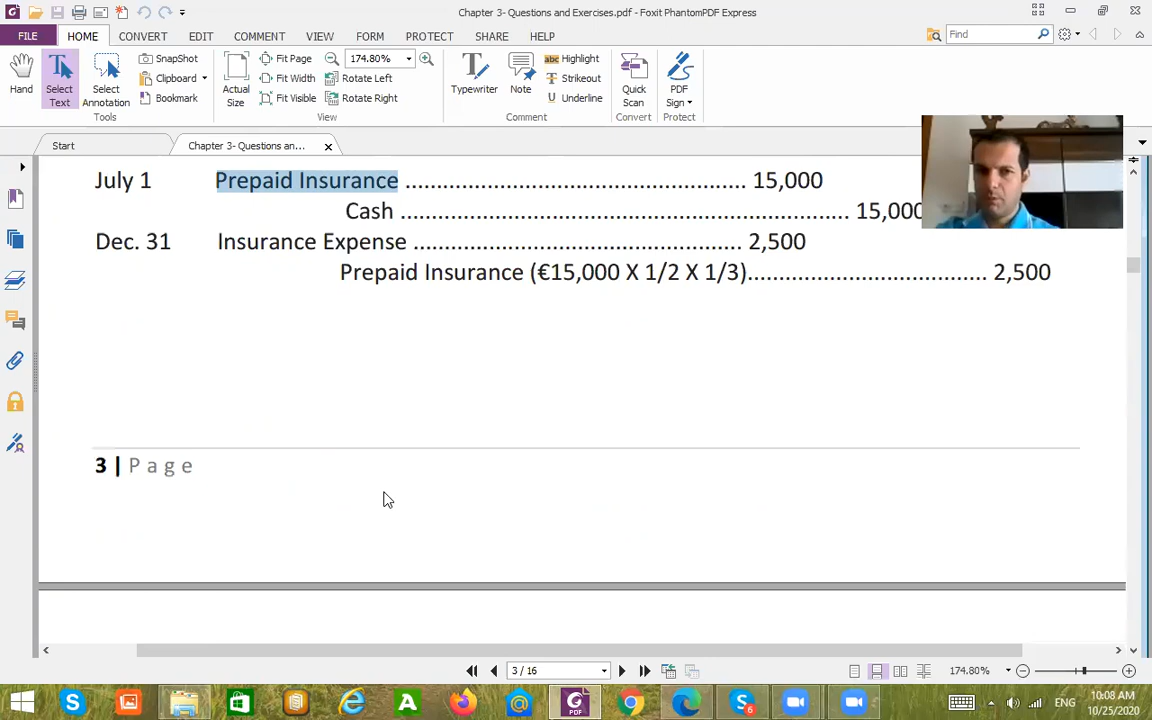 Chapter 3- Questions and Exercises.pdf - Foxit PhantomPDF Express
FILE HOME CONVERT EDIT COMMENT VIEW FORM PROTECT SHARE HELP Find
Hand
Select Text
Select Annotation
SnapShot
Clipboard
Bookmark
Tools
Actual Size
Fit Page
Fit Width
Fit Visible
174.80%
Rotate Left
Rotate Right
View
Typewriter
Note
abc Highlight
Strikeout
U Underline
Comment
Quick Scan
Convert
PDF Sign
Protect
Start Chapter 3- Questions an...
July 1 Prepaid Insurance ........................................................ 15,000
Cash ........................................................................... 15,000
Dec. 31 Insurance Expense ....................................................... 2,500
Prepaid Insurance (€15,000 X 1/2 X 1/3)........................................ 2,500
3 | P a g e
3 / 16 174.80%
ENG 10:08 AM
10/25/2020